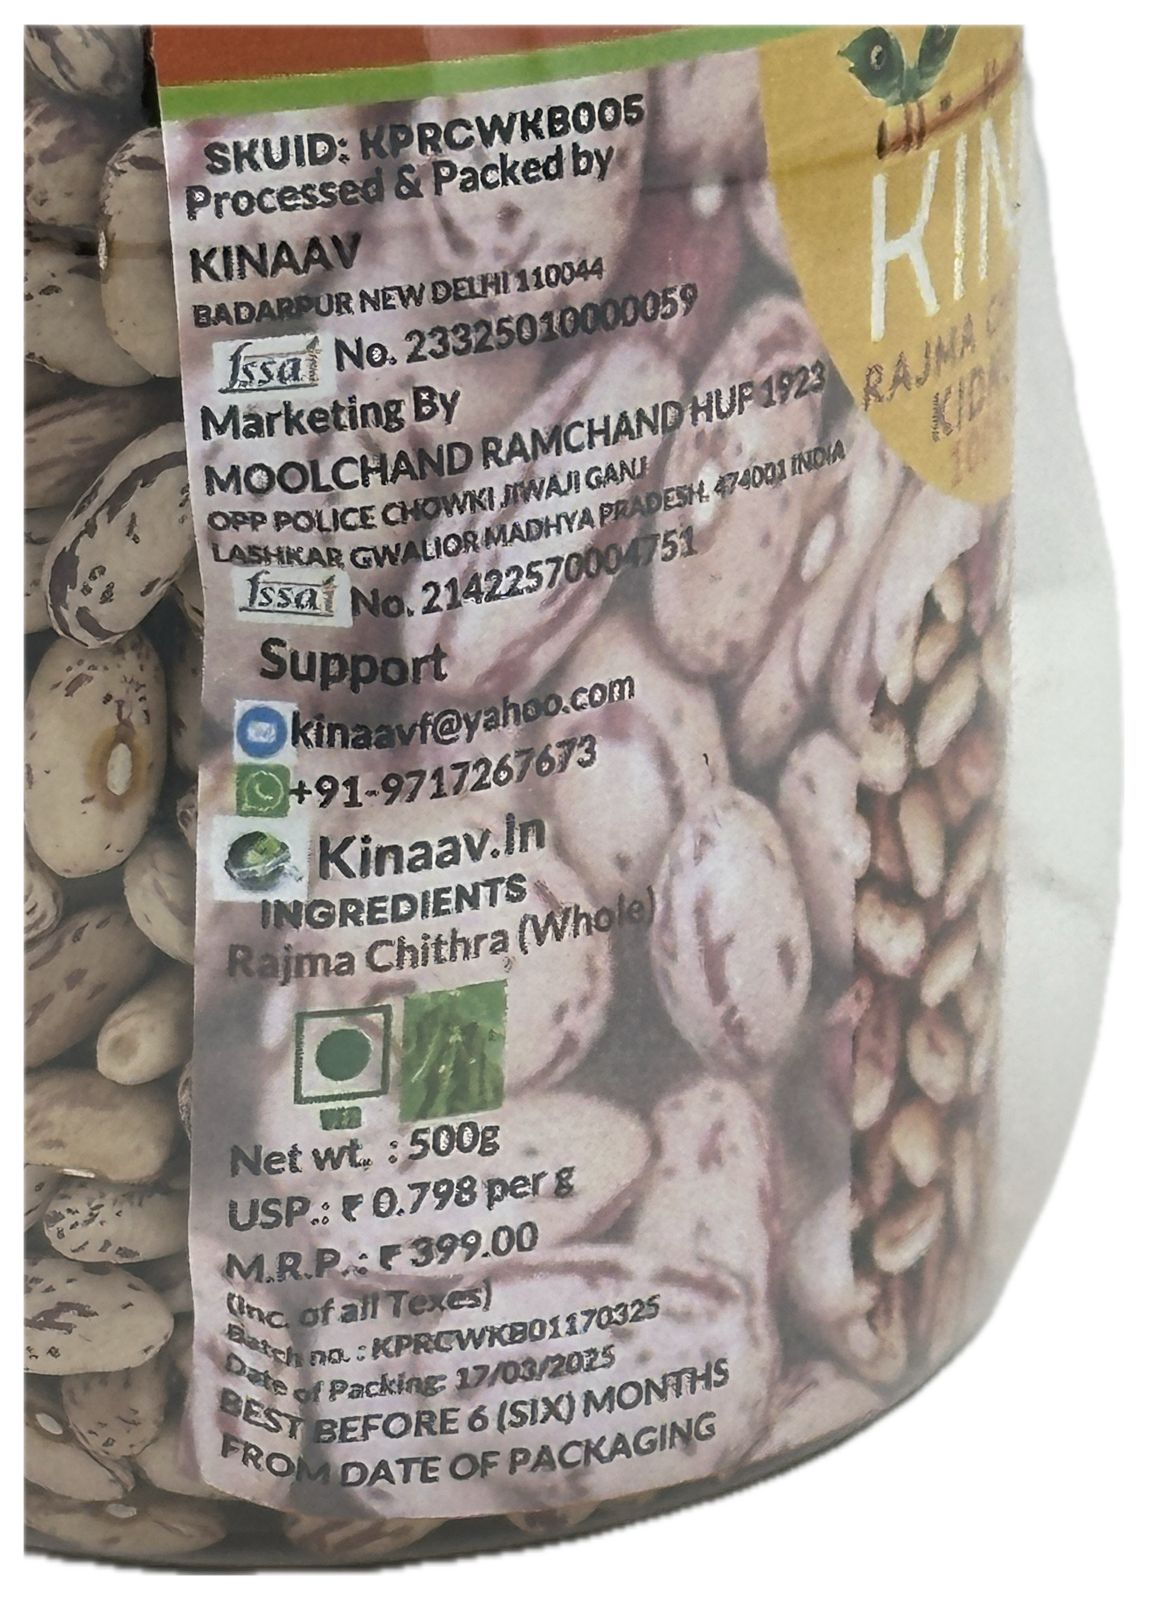 SKUID: KPRCWKB005
Processed & Packed by
KINAAV
BADARPUR NEW DELHI 110044
fssai No. 23325010000059
Marketing By
MOOLCHAND RAMCHAND HUF 1923
OPP POLICE CHOWKI JIWAJI GANJ
LASHKAR GWALIOR MADHYA PRADESH. 474001 INDIA
fssai No. 21422570004751
Support
kinaavf@yahoo.com
+91-9717267673
Kinaav.In
INGREDIENTS
Rajma Chithra (Whole)
Net wt. : 500g
USP.: ₹ 0.798 per g
M.R.P. : ₹ 399.00
(Inc. of all Texes)
Batch no. : KPRCWKB01170325
Date of Packing: 17/03/2025
BEST BEFORE 6 (SIX) MONTHS
FROM DATE OF PACKAGING
KIN
RAJMA